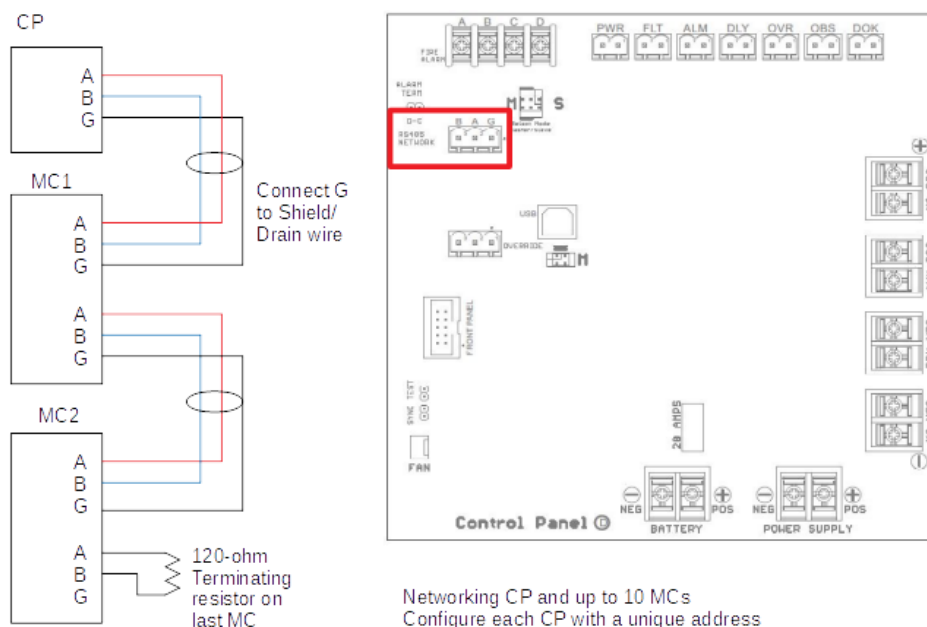 CP
A
B
G
MC1
A
B
G
A
B
G
MC2
A
B
G
A
B
G
Connect G
to Shield/
Drain wire
120-ohm
Terminating
resistor on
last MC
A B C D
FIRE
ALARM
PWR FLT ALM DLY OVR OBS DOK
ALARM
TERM
O-C
M S
RS485
NETWORK
B A G
USB
OVERRIDE
M
FRONT PANEL
SYNC TEST
FAN
20 AMPS
NEG POS
BATTERY
NEG POS
POWER SUPPLY
Control Panel ©
Networking CP and up to 10 MCs
Configure each CP with a unique address